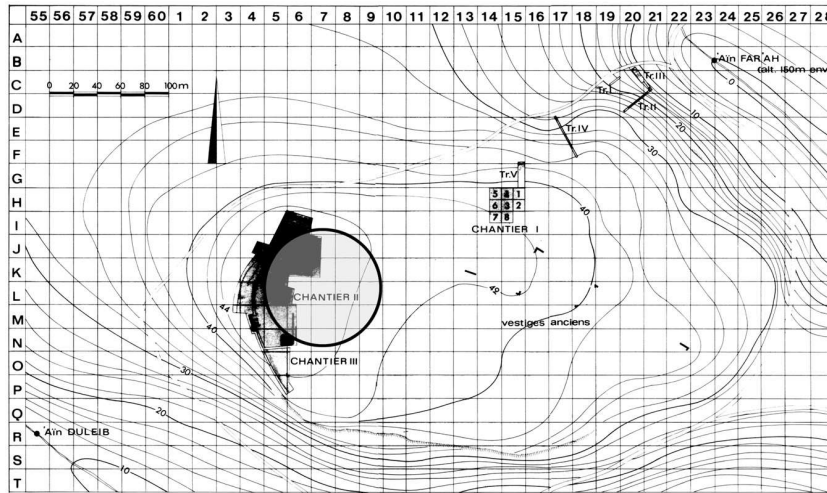 55 56 57 58 59 60 1 2 3 4 5 6 7 8 9 10 11 12 13 14 15 16 17 18 19 20 21 22 23 24 25 26 27 28
A
B
C
D
E
F
G
H
I
J
K
L
M
N
O
P
Q
R
S
T
'Aïn FAR'AH
(alt. 150m env
0
0 20 40 60 80 100m
Tr.I
Tr.III
Tr.II
10
20
Tr.IV
30
Tr.V
5 4 1
6 3 2
7 8
CHANTIER I
40
42
CHANTIER II
44
40
vestiges anciens
CHANTIER III
30
20
'Aïn DULEIB
10